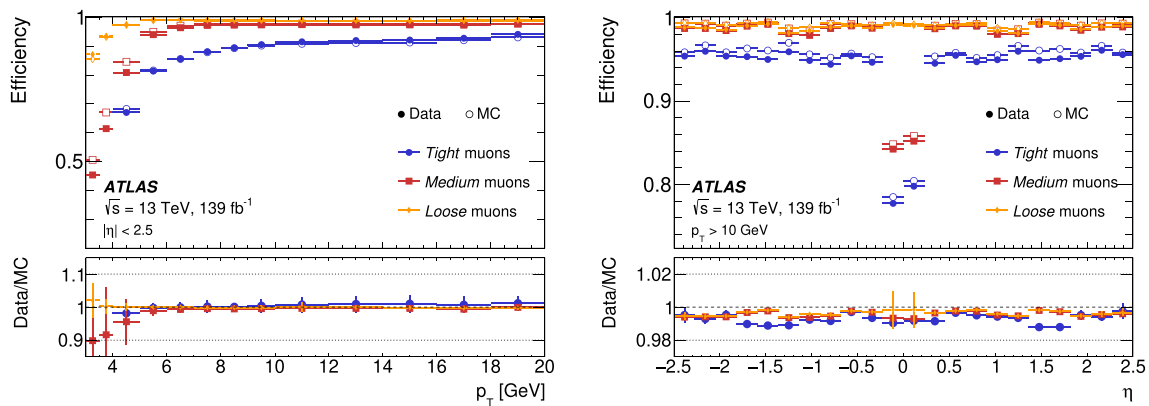 Efficiency
1
0.5
Data MC
Tight muons
Medium muons
Loose muons
ATLAS
√s = 13 TeV, 139 fb⁻¹
|η| < 2.5
Data/MC
1.1
1
0.9
4 6 8 10 12 14 16 18 20
p_T [GeV]
Efficiency
1
0.9
0.8
Data MC
Tight muons
Medium muons
Loose muons
ATLAS
√s = 13 TeV, 139 fb⁻¹
p_T > 10 GeV
Data/MC
1.02
1
0.98
−2.5 −2 −1.5 −1 −0.5 0 0.5 1 1.5 2 2.5
η